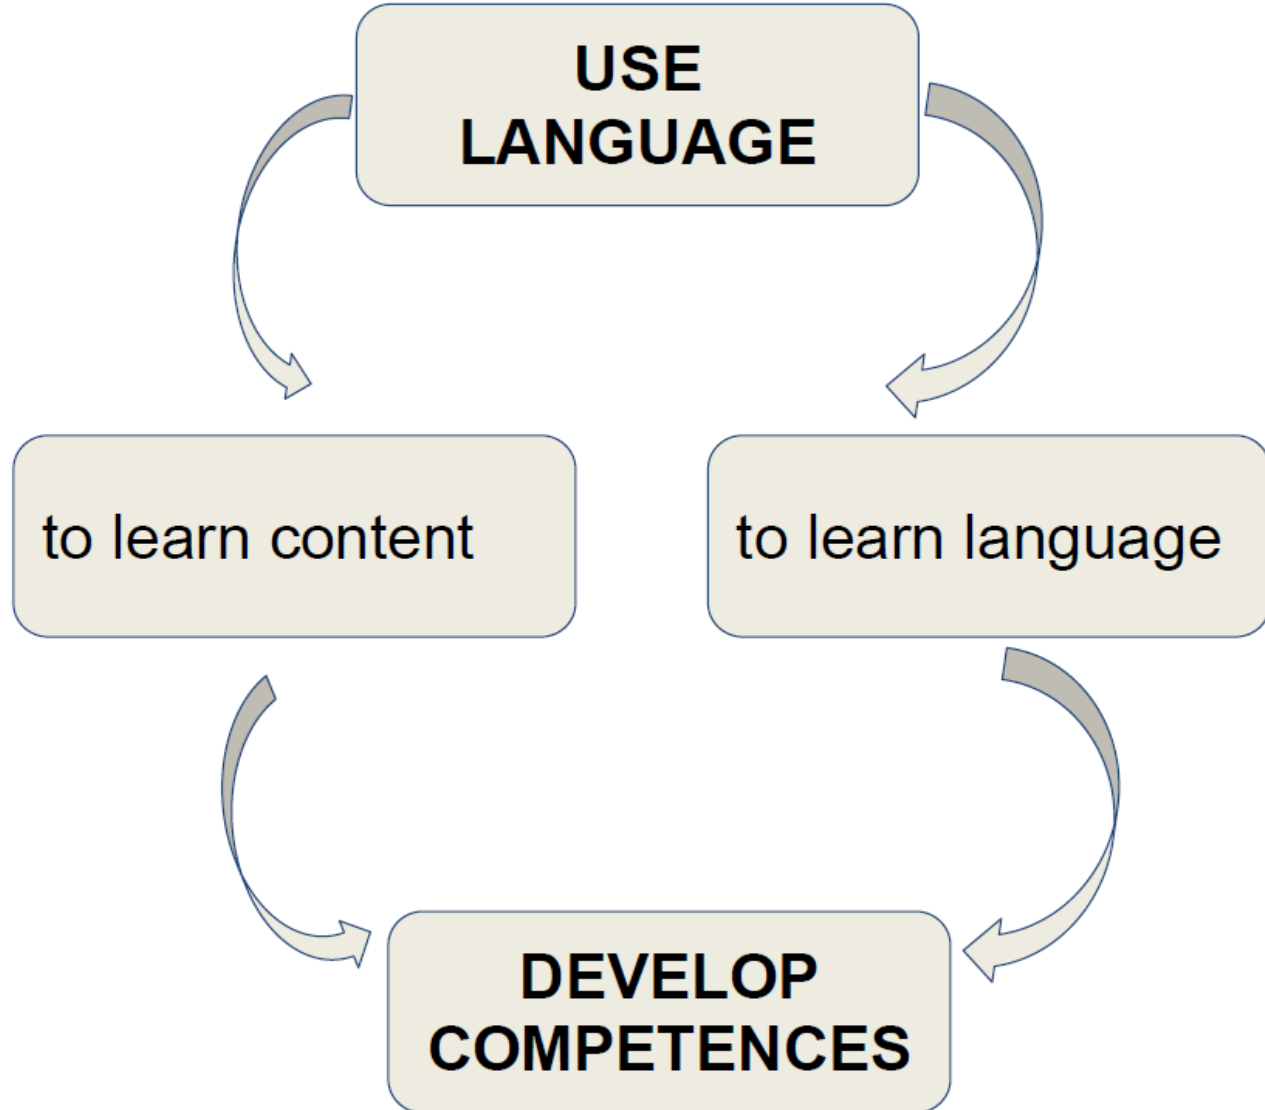 USE
LANGUAGE
to learn content
to learn language
DEVELOP
COMPETENCES